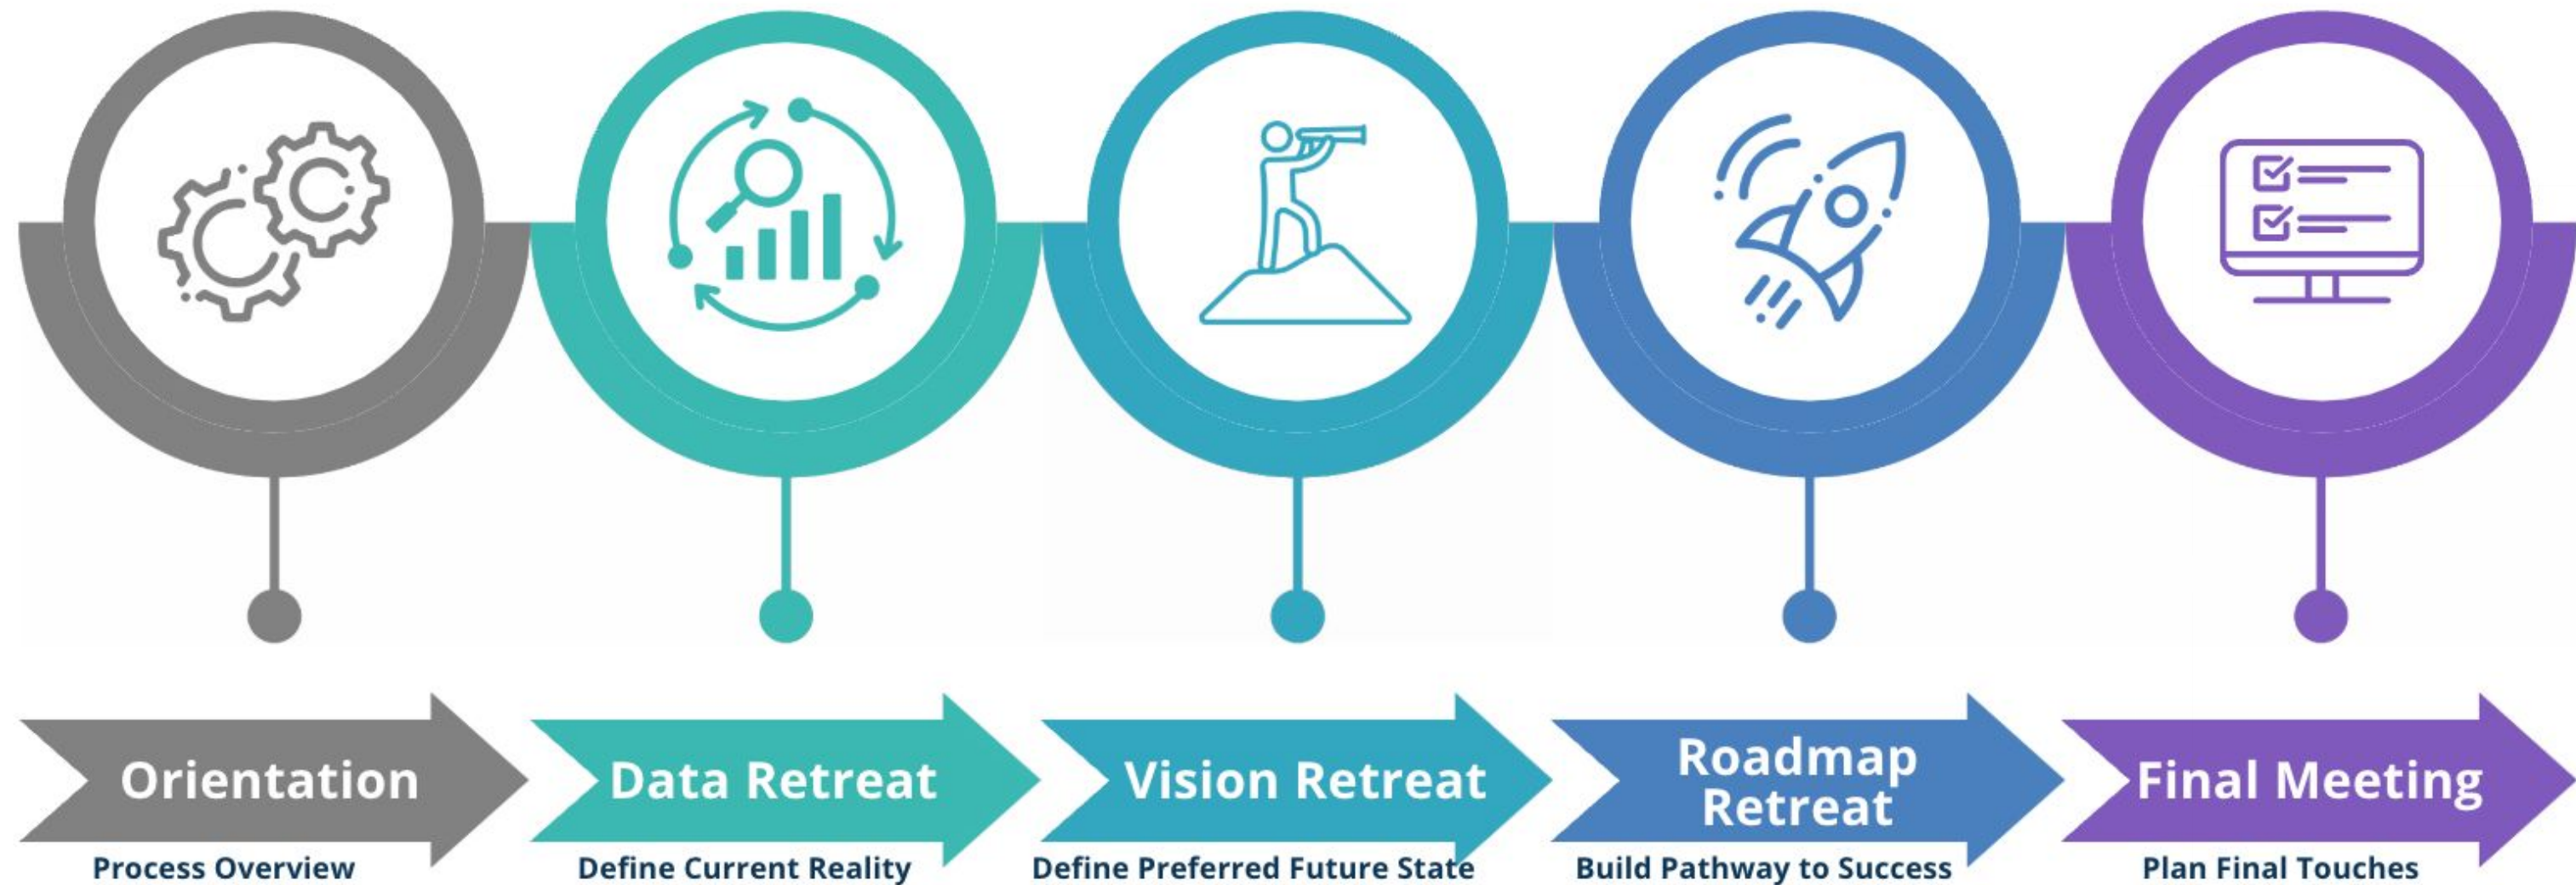 Orientation
Data Retreat
Vision Retreat
Roadmap
Retreat
Final Meeting
Process Overview
Define Current Reality
Define Preferred Future State
Build Pathway to Success
Plan Final Touches